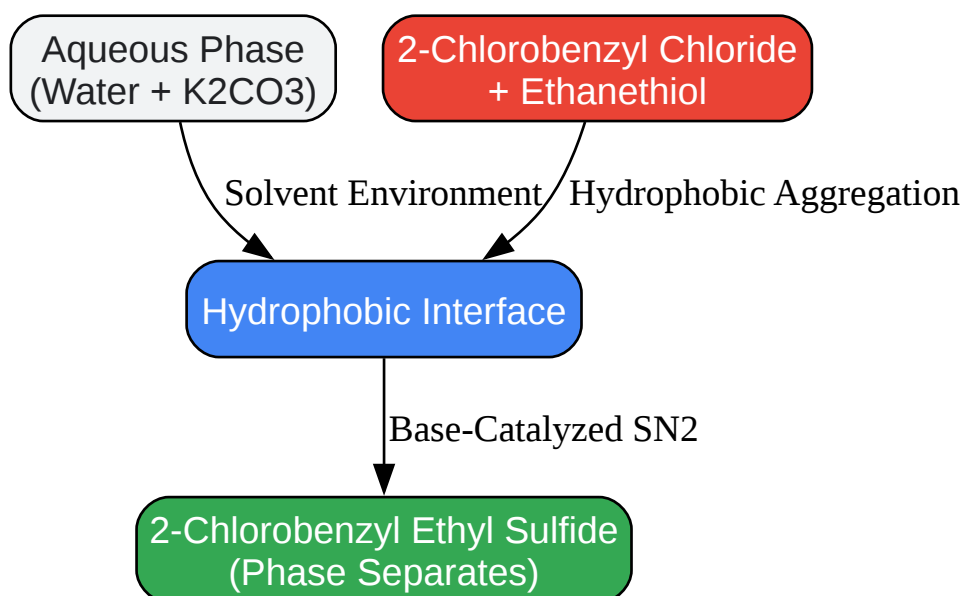 Aqueous Phase
(Water + K2CO3)
2-Chlorobenzyl Chloride
+ Ethanethiol
Solvent Environment
Hydrophobic Aggregation
Hydrophobic Interface
Base-Catalyzed SN2
2-Chlorobenzyl Ethyl Sulfide
(Phase Separates)